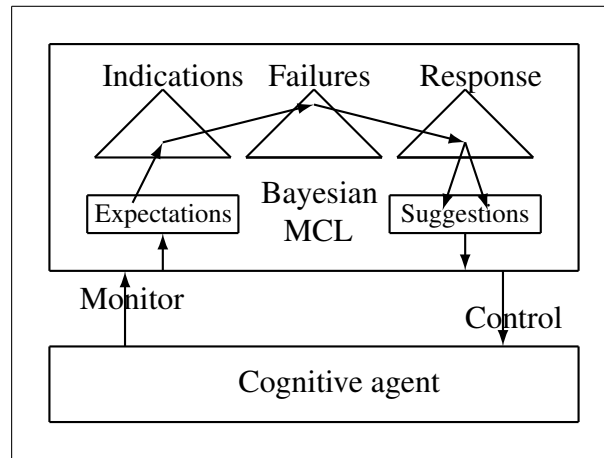 Indications Failures Response
Expectations
Bayesian
MCL
Suggestions
Monitor
Control
Cognitive agent